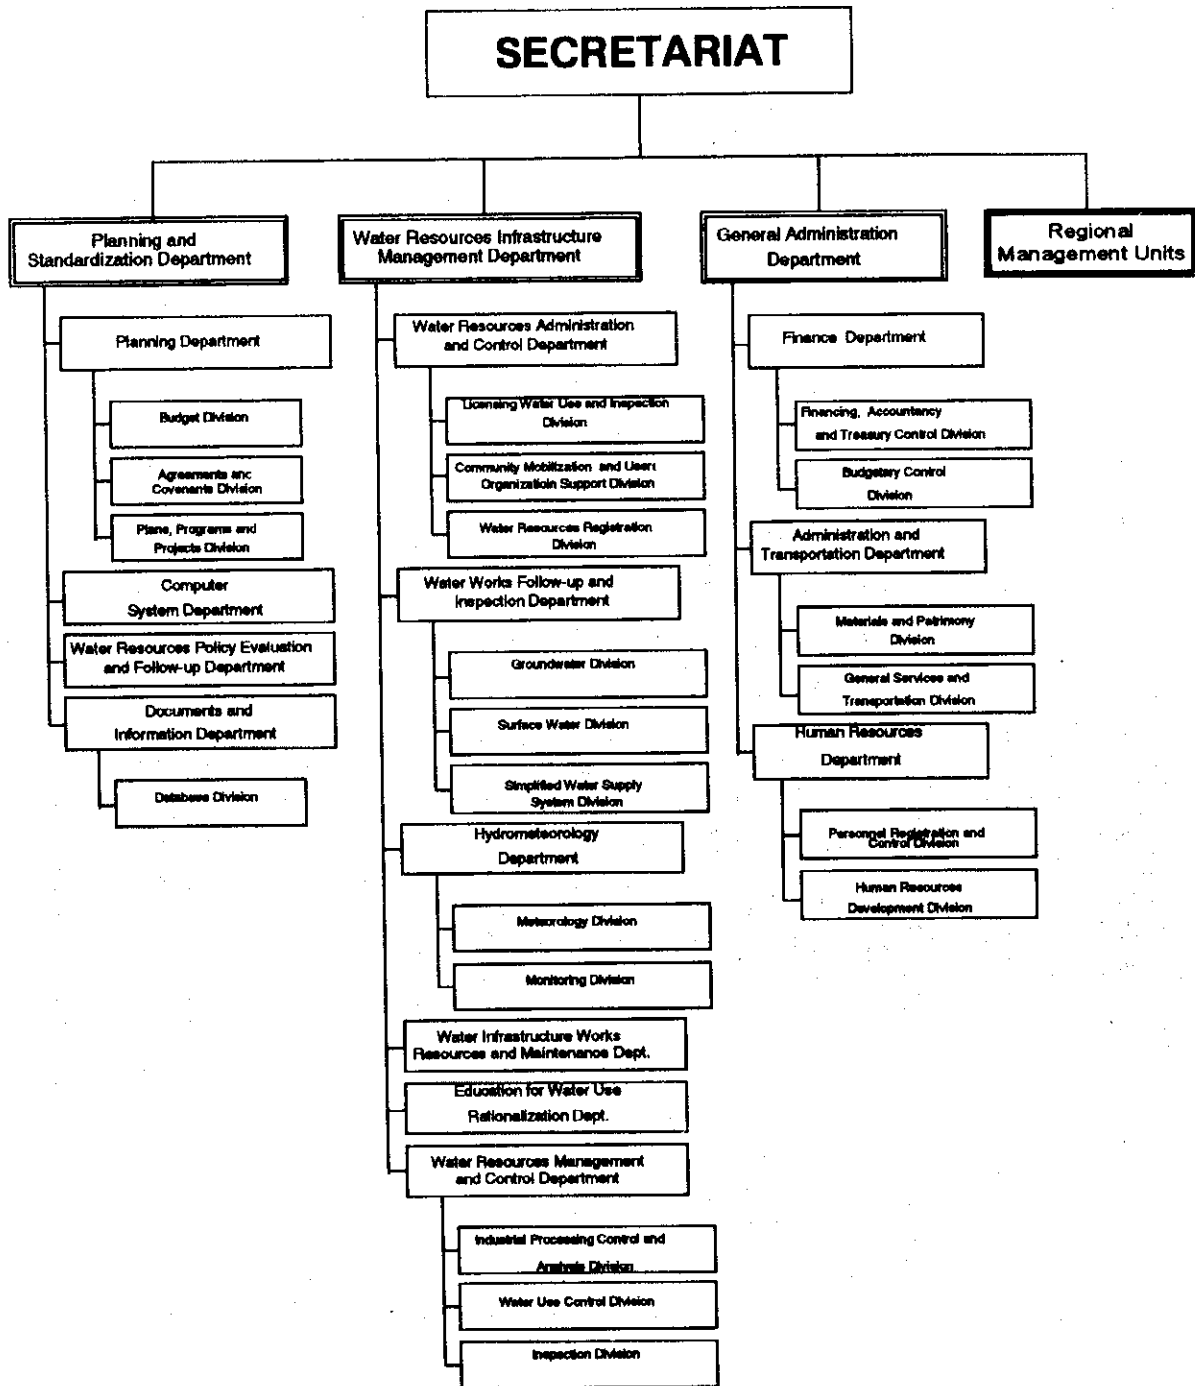 SECRETARIAT
Planning and
Standardization Department
Water Resources Infrastructure
Management Department
General Administration
Department
Regional
Management Units
Planning Department
Budget Division
Agreements and
Covenants Division
Plans, Programs and
Projects Division
Computer
System Department
Water Resources Policy Evaluation
and Follow-up Department
Documents and
Information Department
Database Division
Water Resources Administration
and Control Department
Licensing Water Use and Inspection
Division
Community Mobilization and Users
Organizatioin Support Division
Water Resources Registration
Division
Water Works Follow-up and
Inspection Department
Groundwater Division
Surface Water Division
Simplified Water Supply
System Division
Hydrometeorology
Department
Meteorology Division
Monitoring Division
Water Infrastructure Works
Resources and Maintenance Dept.
Education for Water Use
Rationalization Dept.
Water Resources Management
and Control Department
Industrial Processing Control and
Analysis Division
Water Use Control Division
Inspection Division
Finance Department
Financing, Accountancy
and Treasury Control Division
Budgetary Control
Division
Administration and
Transportation Department
Materials and Patrimony
Division
General Services and
Transportation Division
Human Resources
Department
Personnel Registration and
Control Division
Human Resources
Development Division